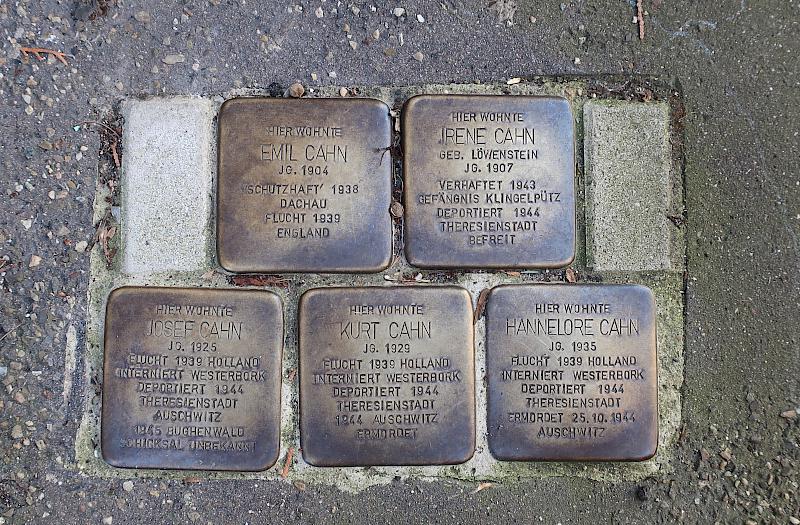 HIER WOHNTE
EMIL CAHN
JG. 1904
'SCHUTZHAFT' 1938
DACHAU
FLUCHT 1939
ENGLAND
HIER WOHNTE
IRENE CAHN
GEB. LÖWENSTEIN
JG. 1907
VERHAFTET 1943
GEFÄNGNIS KLINGELPÜTZ
DEPORTIERT 1944
THERESIENSTADT
BEFREIT
HIER WOHNTE
JOSEF CAHN
JG. 1925
FLUCHT 1939 HOLLAND
INTERNIERT WESTERBORK
DEPORTIERT 1944
THERESIENSTADT
AUSCHWITZ
1945 BUCHENWALD
SCHICKSAL UNBEKANNT
HIER WOHNTE
KURT CAHN
JG. 1929
FLUCHT 1939 HOLLAND
INTERNIERT WESTERBORK
DEPORTIERT 1944
THERESIENSTADT
1944 AUSCHWITZ
ERMORDET
HIER WOHNTE
HANNELORE CAHN
JG. 1935
FLUCHT 1939 HOLLAND
INTERNIERT WESTERBORK
DEPORTIERT 1944
THERESIENSTADT
ERMORDET 25.10.1944
AUSCHWITZ